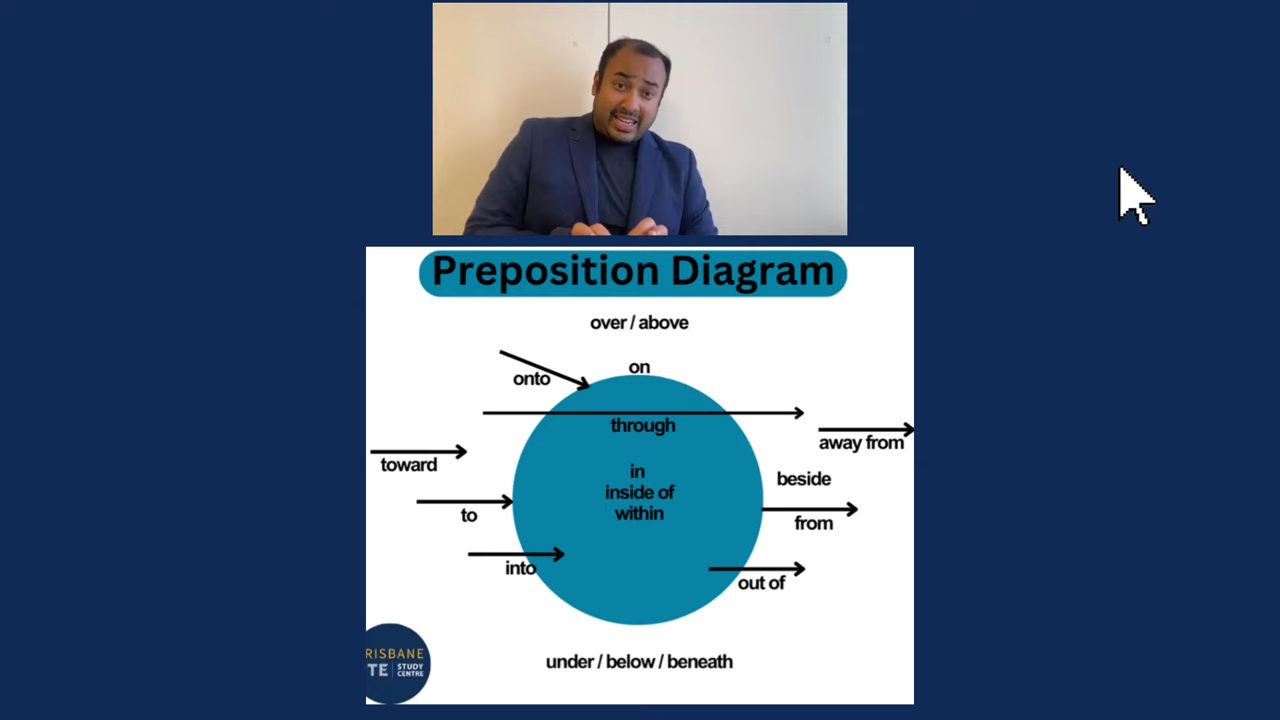 Preposition Diagram
over / above
on
onto
through
away from
toward
in
beside
inside of
within
to
from
into
out of
under / below / beneath
RISBANE
TE | STUDY
CENTRE